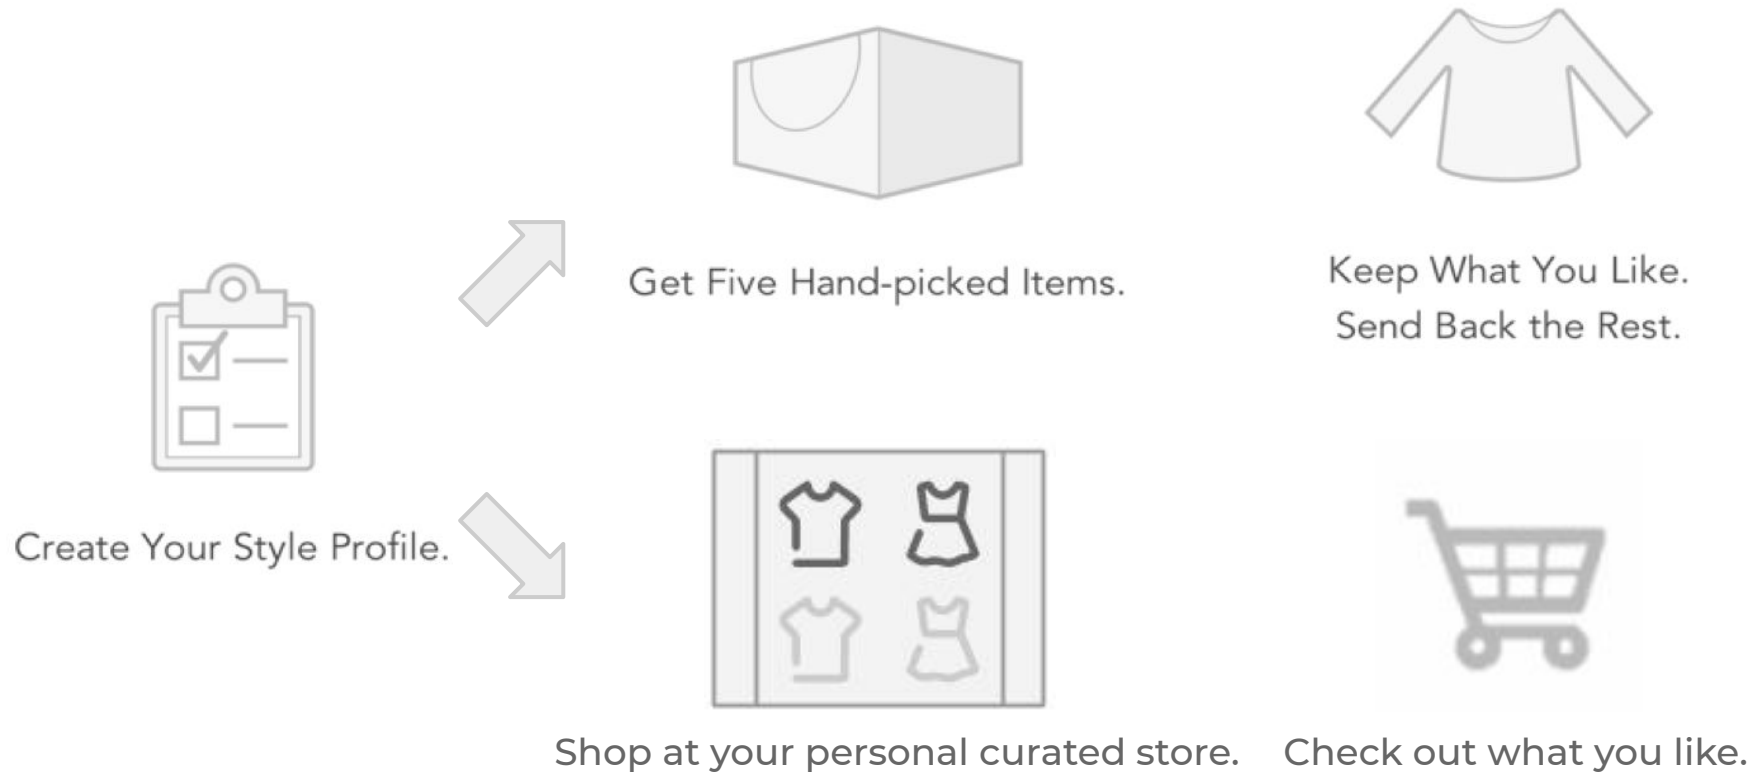 Get Five Hand-picked Items.
Keep What You Like.
Send Back the Rest.
Create Your Style Profile.
Shop at your personal curated store.
Check out what you like.